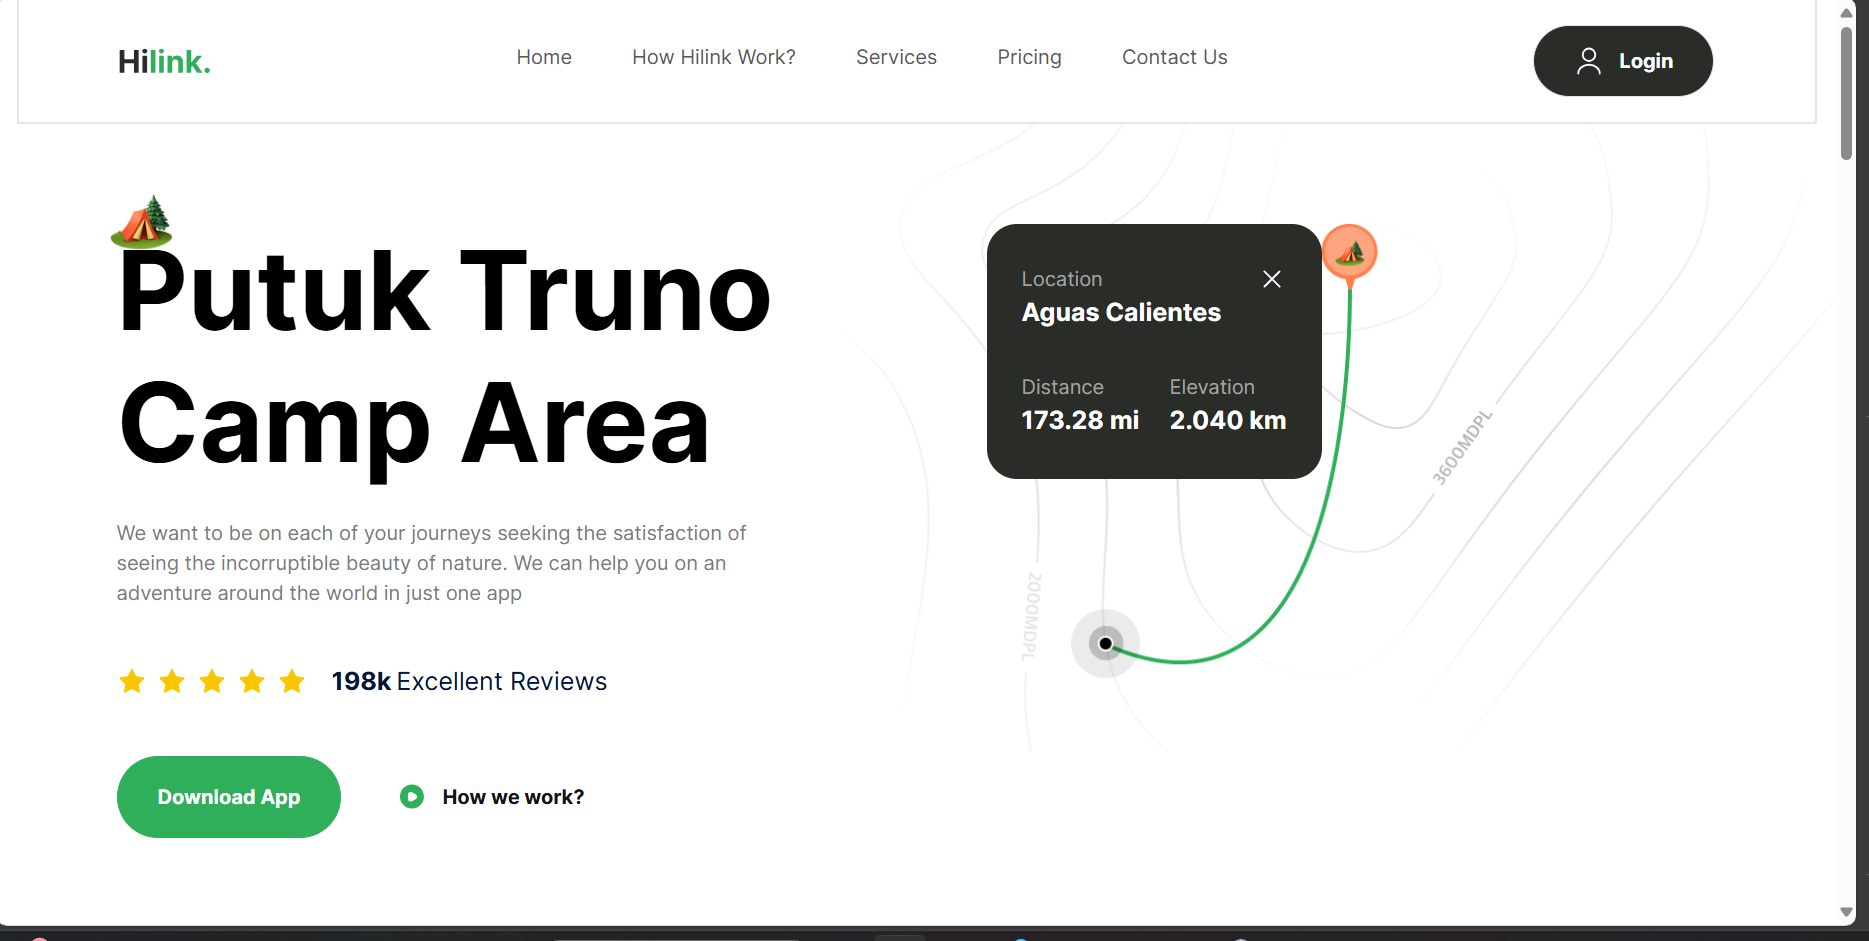 Hilink.
Home
How Hilink Work?
Services
Pricing
Contact Us
Login
Putuk Truno
Camp Area
We want to be on each of your journeys seeking the satisfaction of
seeing the incorruptible beauty of nature. We can help you on an
adventure around the world in just one app
198k Excellent Reviews
Download App
How we work?
Location
Aguas Calientes
Distance
173.28 mi
Elevation
2.040 km
3600MDPL
2000MDPL